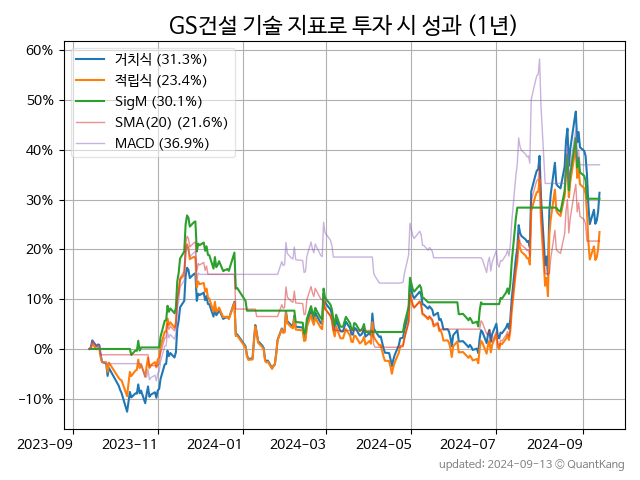 GS건설 기술 지표로 투자 시 성과 (1년)
60%
50%
40%
30%
20%
10%
0%
−10%
거치식 (31.3%)
적립식 (23.4%)
SigM (30.1%)
SMA(20) (21.6%)
MACD (36.9%)
2023-09 2023-11 2024-01 2024-03 2024-05 2024-07 2024-09
updated: 2024-09-13 © QuantKang